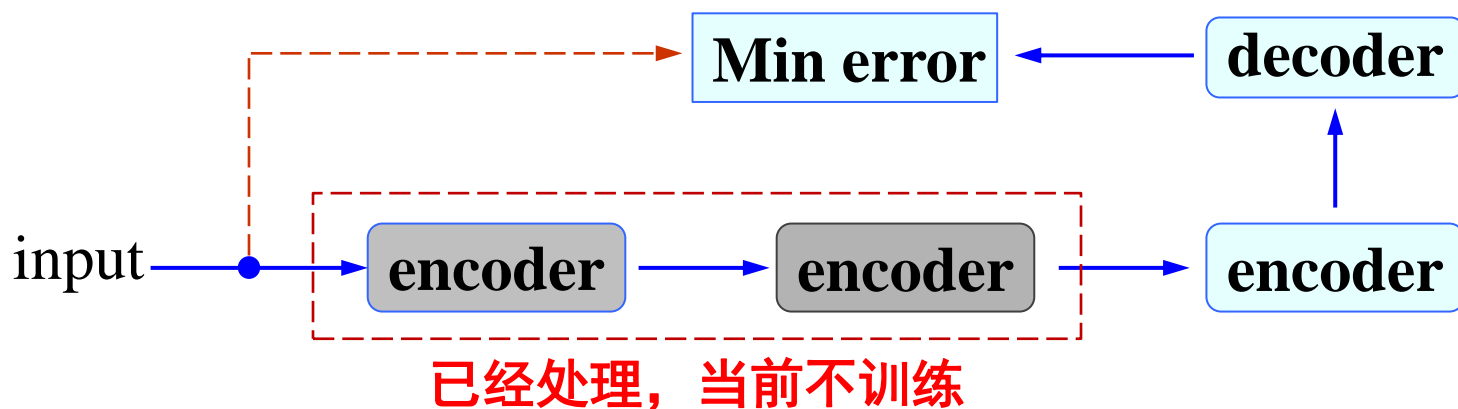 Min error
decoder
input
encoder
encoder
encoder
已经处理，当前不训练